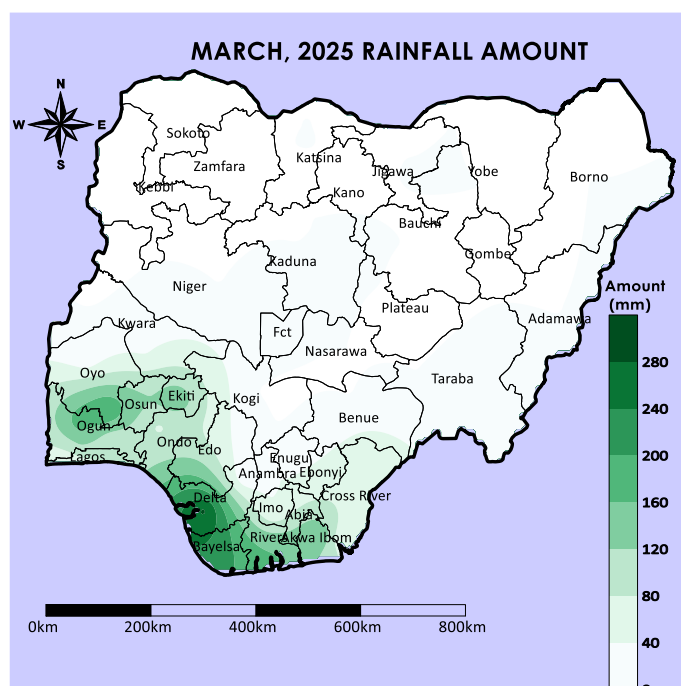 MARCH, 2025 RAINFALL AMOUNT
N
W E
S
Sokoto
Katsina
Zamfara
Jigawa
Yobe
Borno
Kebbi
Kano
Bauchi
Gombe
Kaduna
Niger
Plateau
Adamawa
Kwara
Fct
Nasarawa
Oyo
Taraba
Ekiti
Kogi
Osun
Benue
Ogun
Ondo
Edo
Lagos
Enugu
Anambra
Ebonyi
Delta
Cross River
Imo
Abia
Bayelsa
Rivers
Akwa Ibom
Amount
(mm)
280
240
200
160
120
80
40
0km 200km 400km 600km 800km